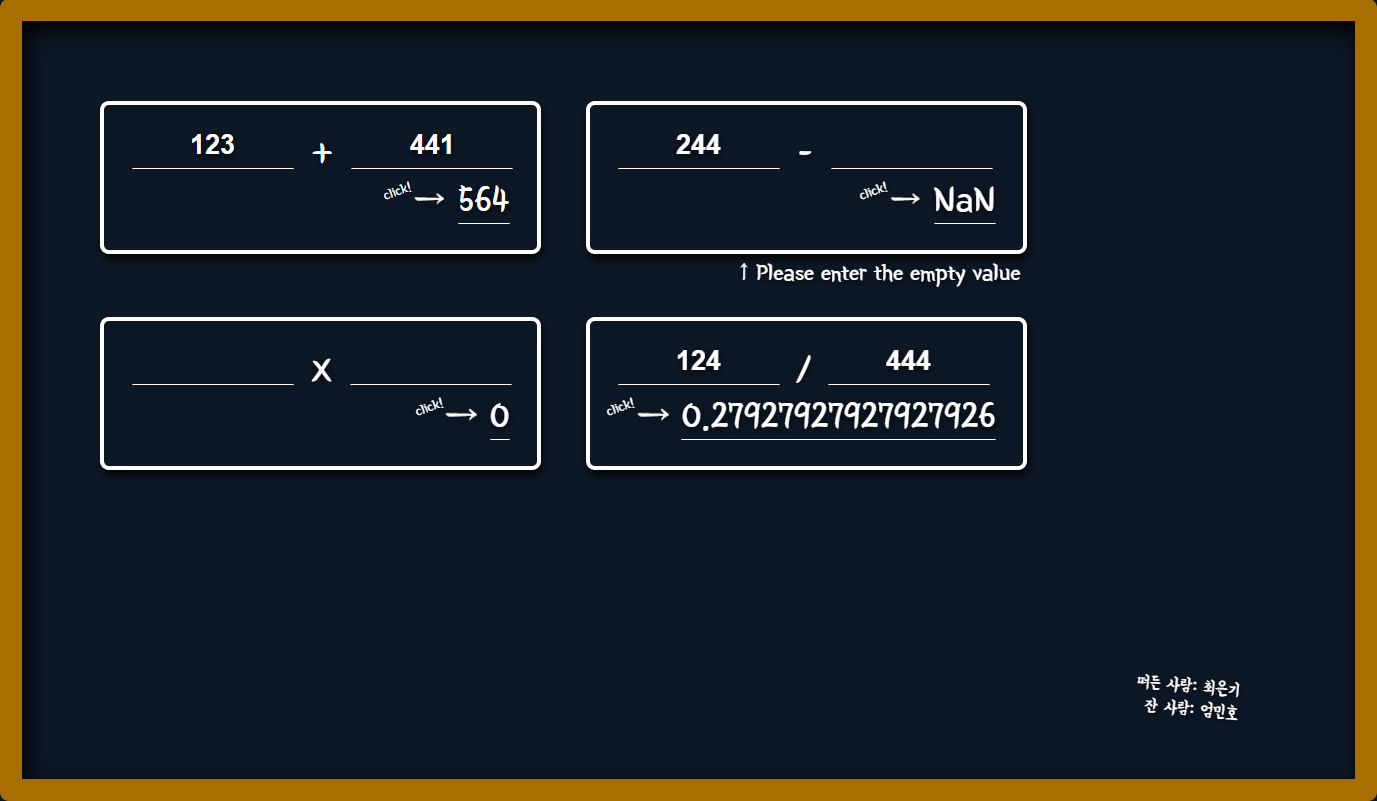 123 + 441
click! → 564
244 -
click! → NaN
↑ Please enter the empty value
X
click! → 0
124 / 444
click! → 0.27927927927927926
떠든 사람: 최은기
잔 사람: 엄민호